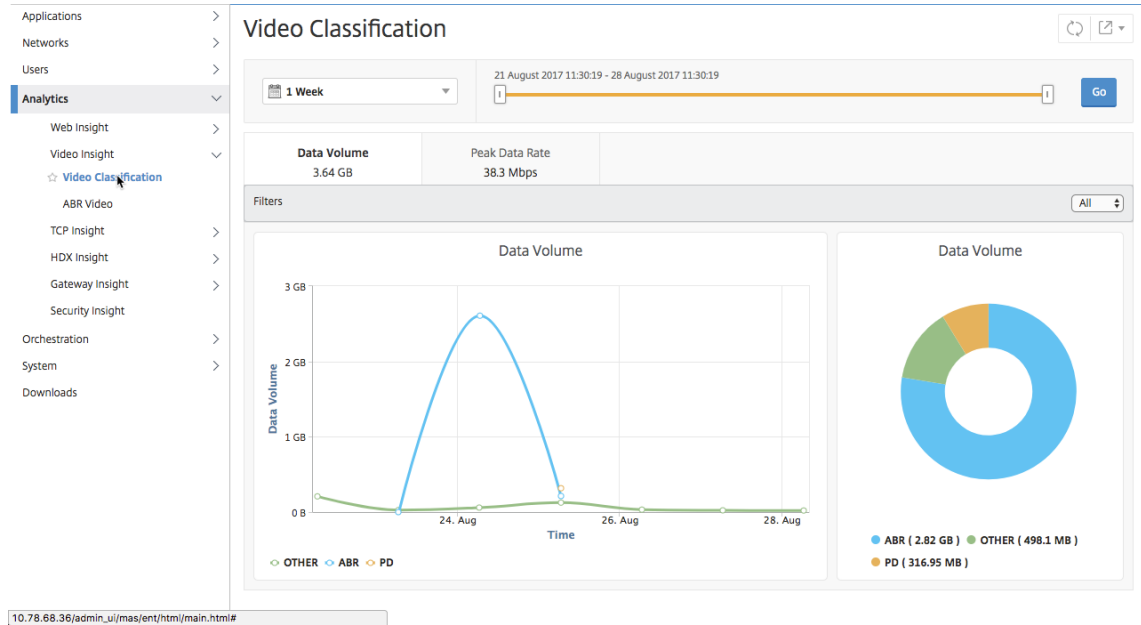 Applications
Networks
Users
Analytics
Web Insight
Video Insight
Video Classification
ABR Video
TCP Insight
HDX Insight
Gateway Insight
Security Insight
Orchestration
System
Downloads
Video Classification
1 Week
21 August 2017 11:30:19 - 28 August 2017 11:30:19
Go
Data Volume
3.64 GB
Peak Data Rate
38.3 Mbps
Filters
All
Data Volume
3 GB
2 GB
1 GB
0 B
Data Volume
24. Aug
26. Aug
28. Aug
Time
OTHER ABR PD
Data Volume
ABR ( 2.82 GB ) OTHER ( 498.1 MB )
PD ( 316.95 MB )
10.78.68.36/admin_ui/mas/ent/html/main.html#